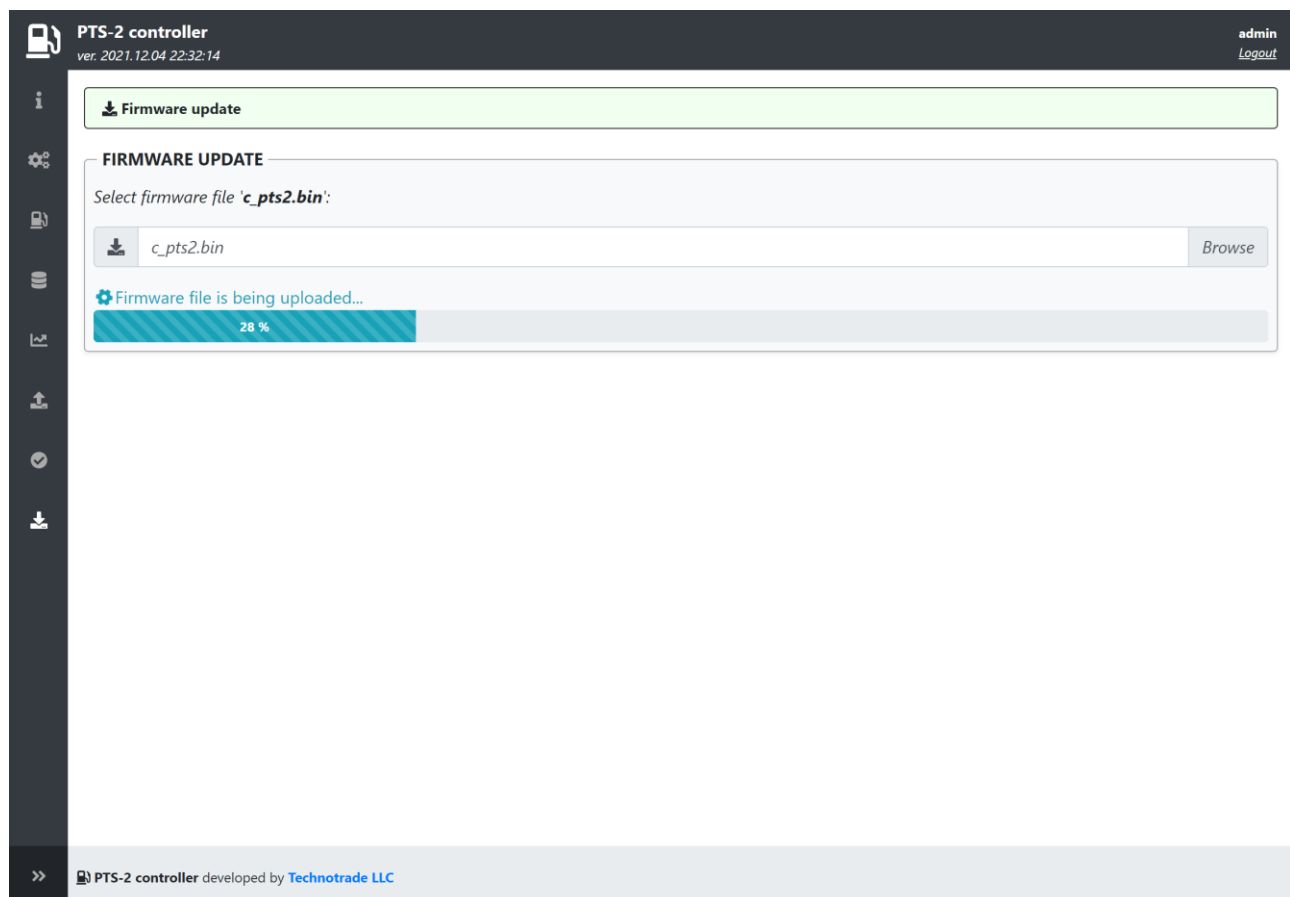 PTS-2 controller
ver. 2021.12.04 22:32:14
admin
Logout
Firmware update
FIRMWARE UPDATE
Select firmware file 'c_pts2.bin':
c_pts2.bin
Browse
Firmware file is being uploaded...
28 %
PTS-2 controller developed by Technotrade LLC